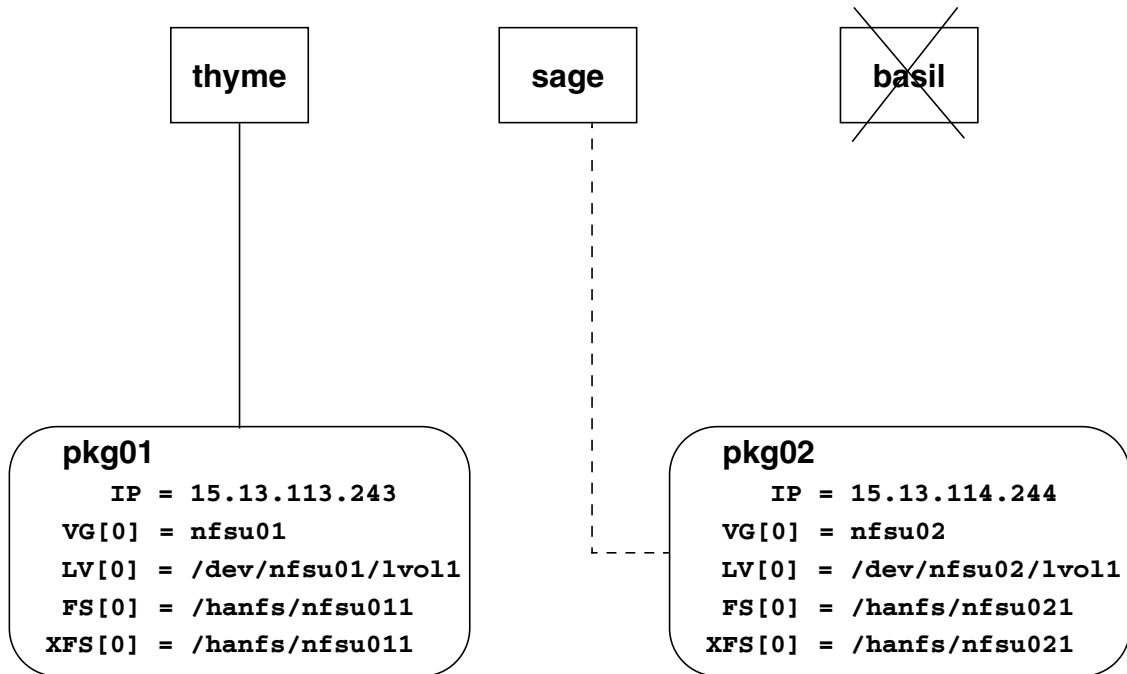 thyme
sage
basil
pkg01
IP = 15.13.113.243
VG[0] = nfsu01
LV[0] = /dev/nfsu01/lvol1
FS[0] = /hanfs/nfsu011
XFS[0] = /hanfs/nfsu011
pkg02
IP = 15.13.114.244
VG[0] = nfsu02
LV[0] = /dev/nfsu02/lvol1
FS[0] = /hanfs/nfsu021
XFS[0] = /hanfs/nfsu021